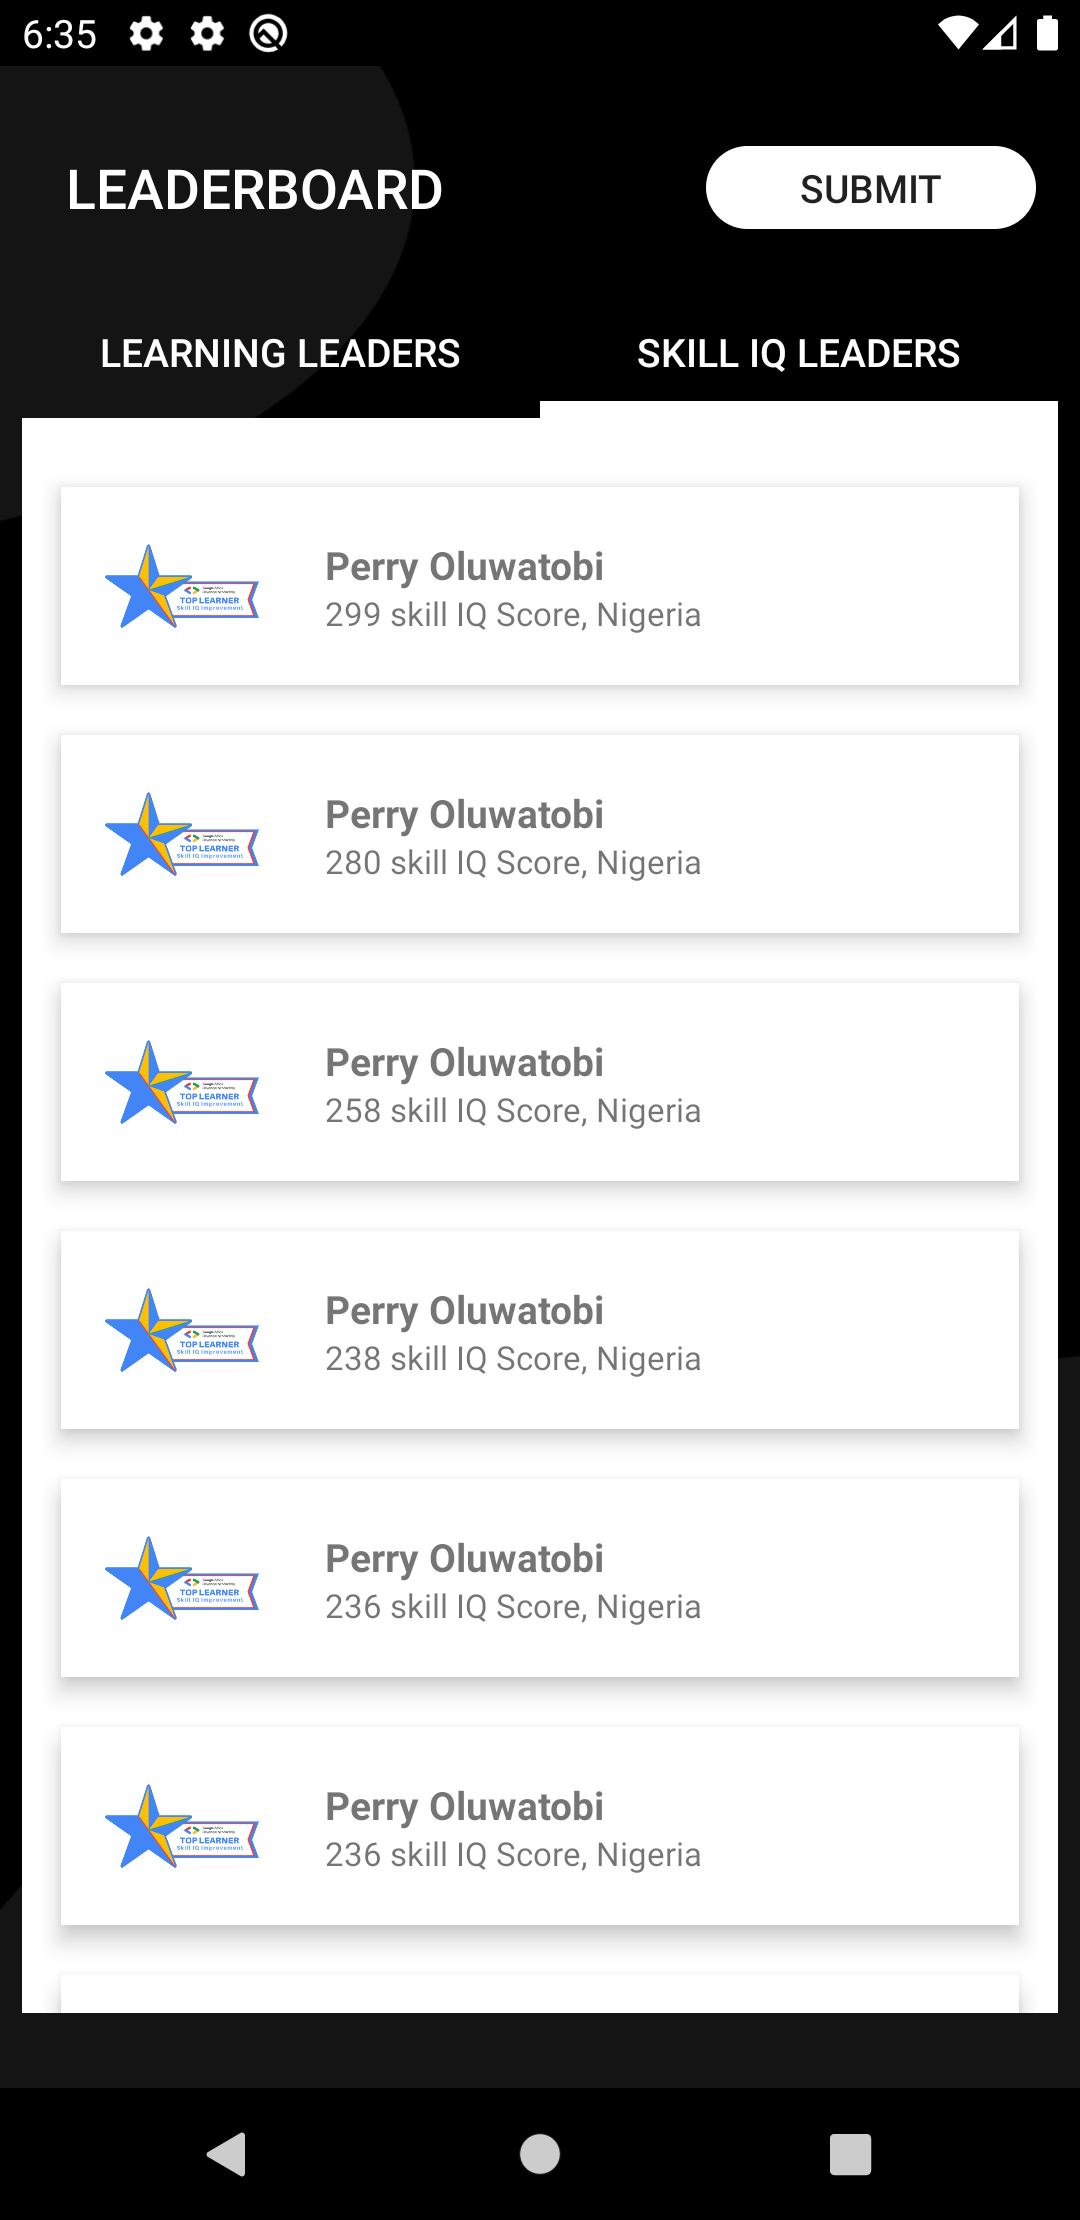 6:35
LEADERBOARD
SUBMIT
LEARNING LEADERS
SKILL IQ LEADERS
TOP LEARNER
Skill IQ Improvement
Perry Oluwatobi
299 skill IQ Score, Nigeria
TOP LEARNER
Skill IQ Improvement
Perry Oluwatobi
280 skill IQ Score, Nigeria
TOP LEARNER
Skill IQ Improvement
Perry Oluwatobi
258 skill IQ Score, Nigeria
TOP LEARNER
Skill IQ Improvement
Perry Oluwatobi
238 skill IQ Score, Nigeria
TOP LEARNER
Skill IQ Improvement
Perry Oluwatobi
236 skill IQ Score, Nigeria
TOP LEARNER
Skill IQ Improvement
Perry Oluwatobi
236 skill IQ Score, Nigeria